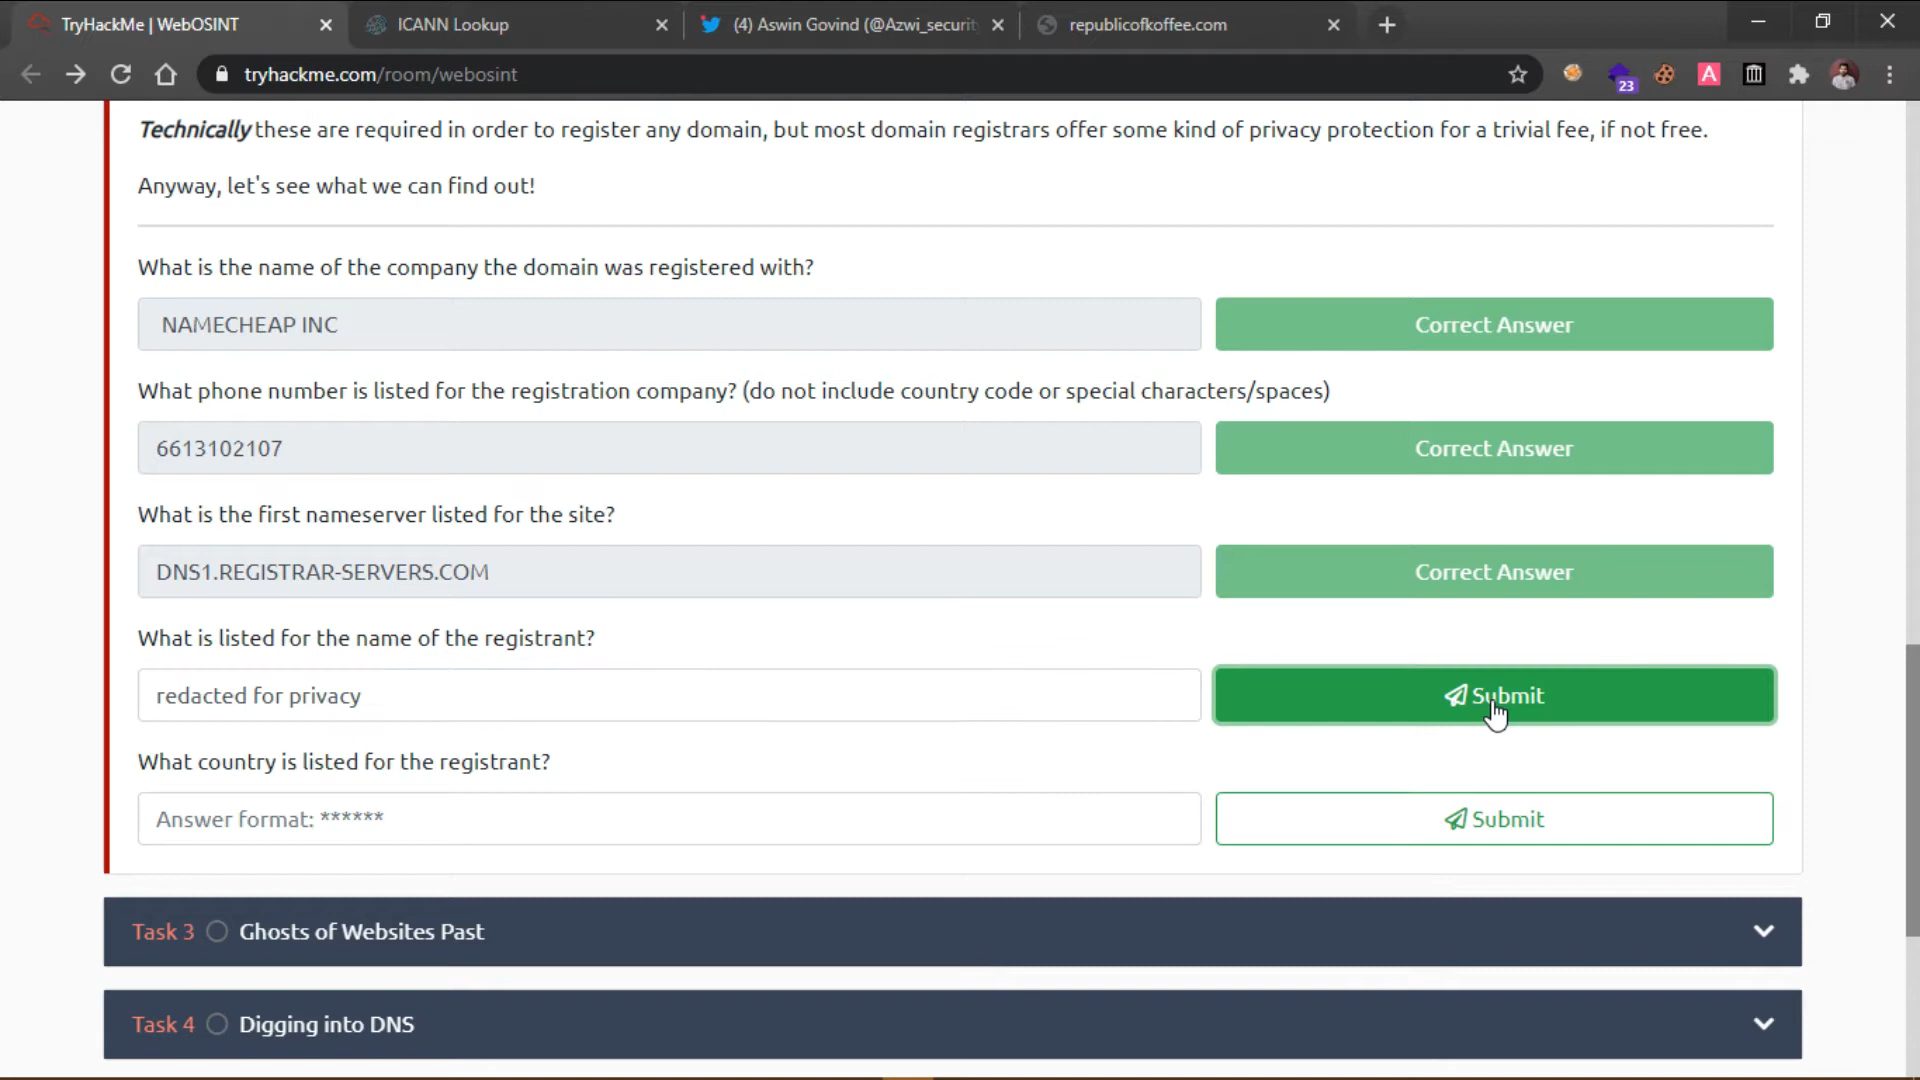 TryHackMe | WebOSINT
ICANN Lookup
(4) Aswin Govind (@Azwi_securit
republicofkoffee.com
tryhackme.com/room/webosint
23
A
Technically these are required in order to register any domain, but most domain registrars offer some kind of privacy protection for a trivial fee, if not free.
Anyway, let's see what we can find out!
What is the name of the company the domain was registered with?
NAMECHEAP INC
Correct Answer
What phone number is listed for the registration company? (do not include country code or special characters/spaces)
6613102107
Correct Answer
What is the first nameserver listed for the site?
DNS1.REGISTRAR-SERVERS.COM
Correct Answer
What is listed for the name of the registrant?
redacted for privacy
Submit
What country is listed for the registrant?
Answer format: ******
Submit
Task 3 Ghosts of Websites Past
Task 4 Digging into DNS